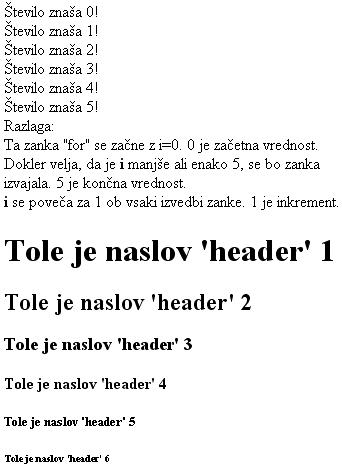 Število znaša 0!
Število znaša 1!
Število znaša 2!
Število znaša 3!
Število znaša 4!
Število znaša 5!
Razlaga:
Ta zanka "for" se začne z i=0. 0 je začetna vrednost.
Dokler velja, da je i manjše ali enako 5, se bo zanka
izvajala. 5 je končna vrednost.
i se poveča za 1 ob vsaki izvedbi zanke. 1 je inkrement.
Tole je naslov 'header' 1
Tole je naslov 'header' 2
Tole je naslov 'header' 3
Tole je naslov 'header' 4
Tole je naslov 'header' 5
Tole je naslov 'header' 6